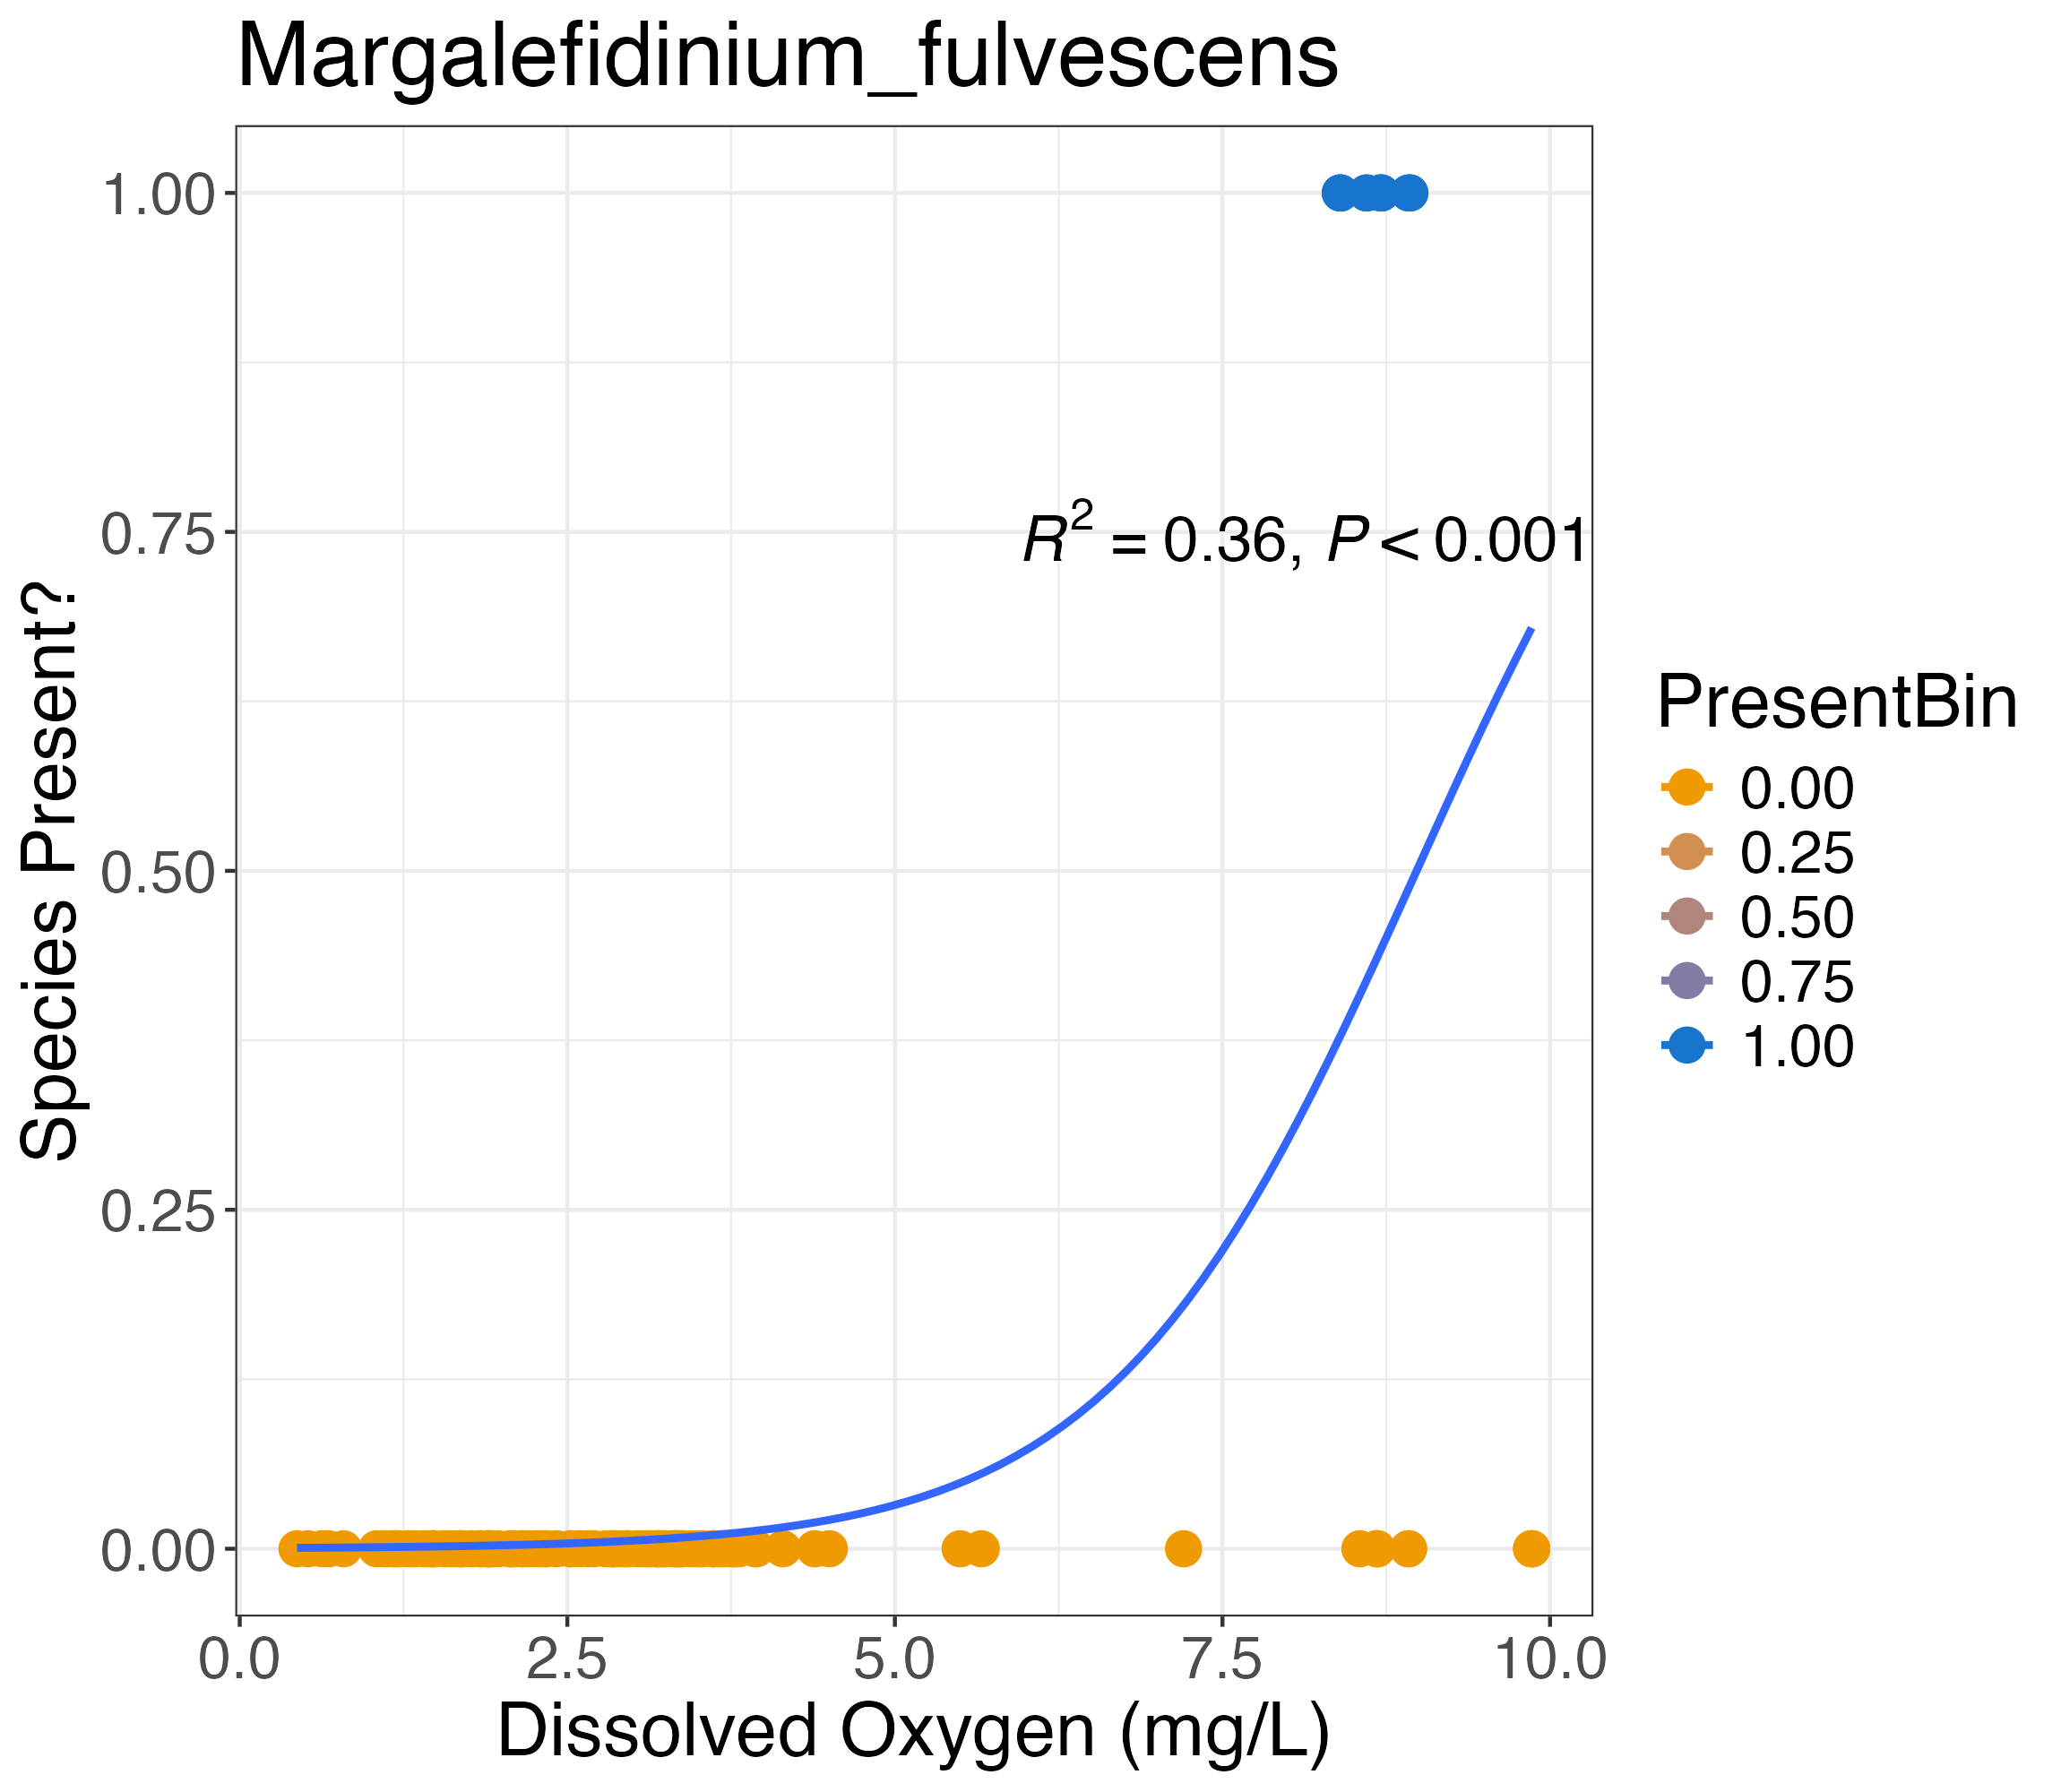 Margalefidinium_fulvescens
1.00
0.75
0.50
0.25
0.00
Species Present?
R² = 0.36, P < 0.001
0.0 2.5 5.0 7.5 10.0
Dissolved Oxygen (mg/L)
PresentBin
0.00
0.25
0.50
0.75
1.00